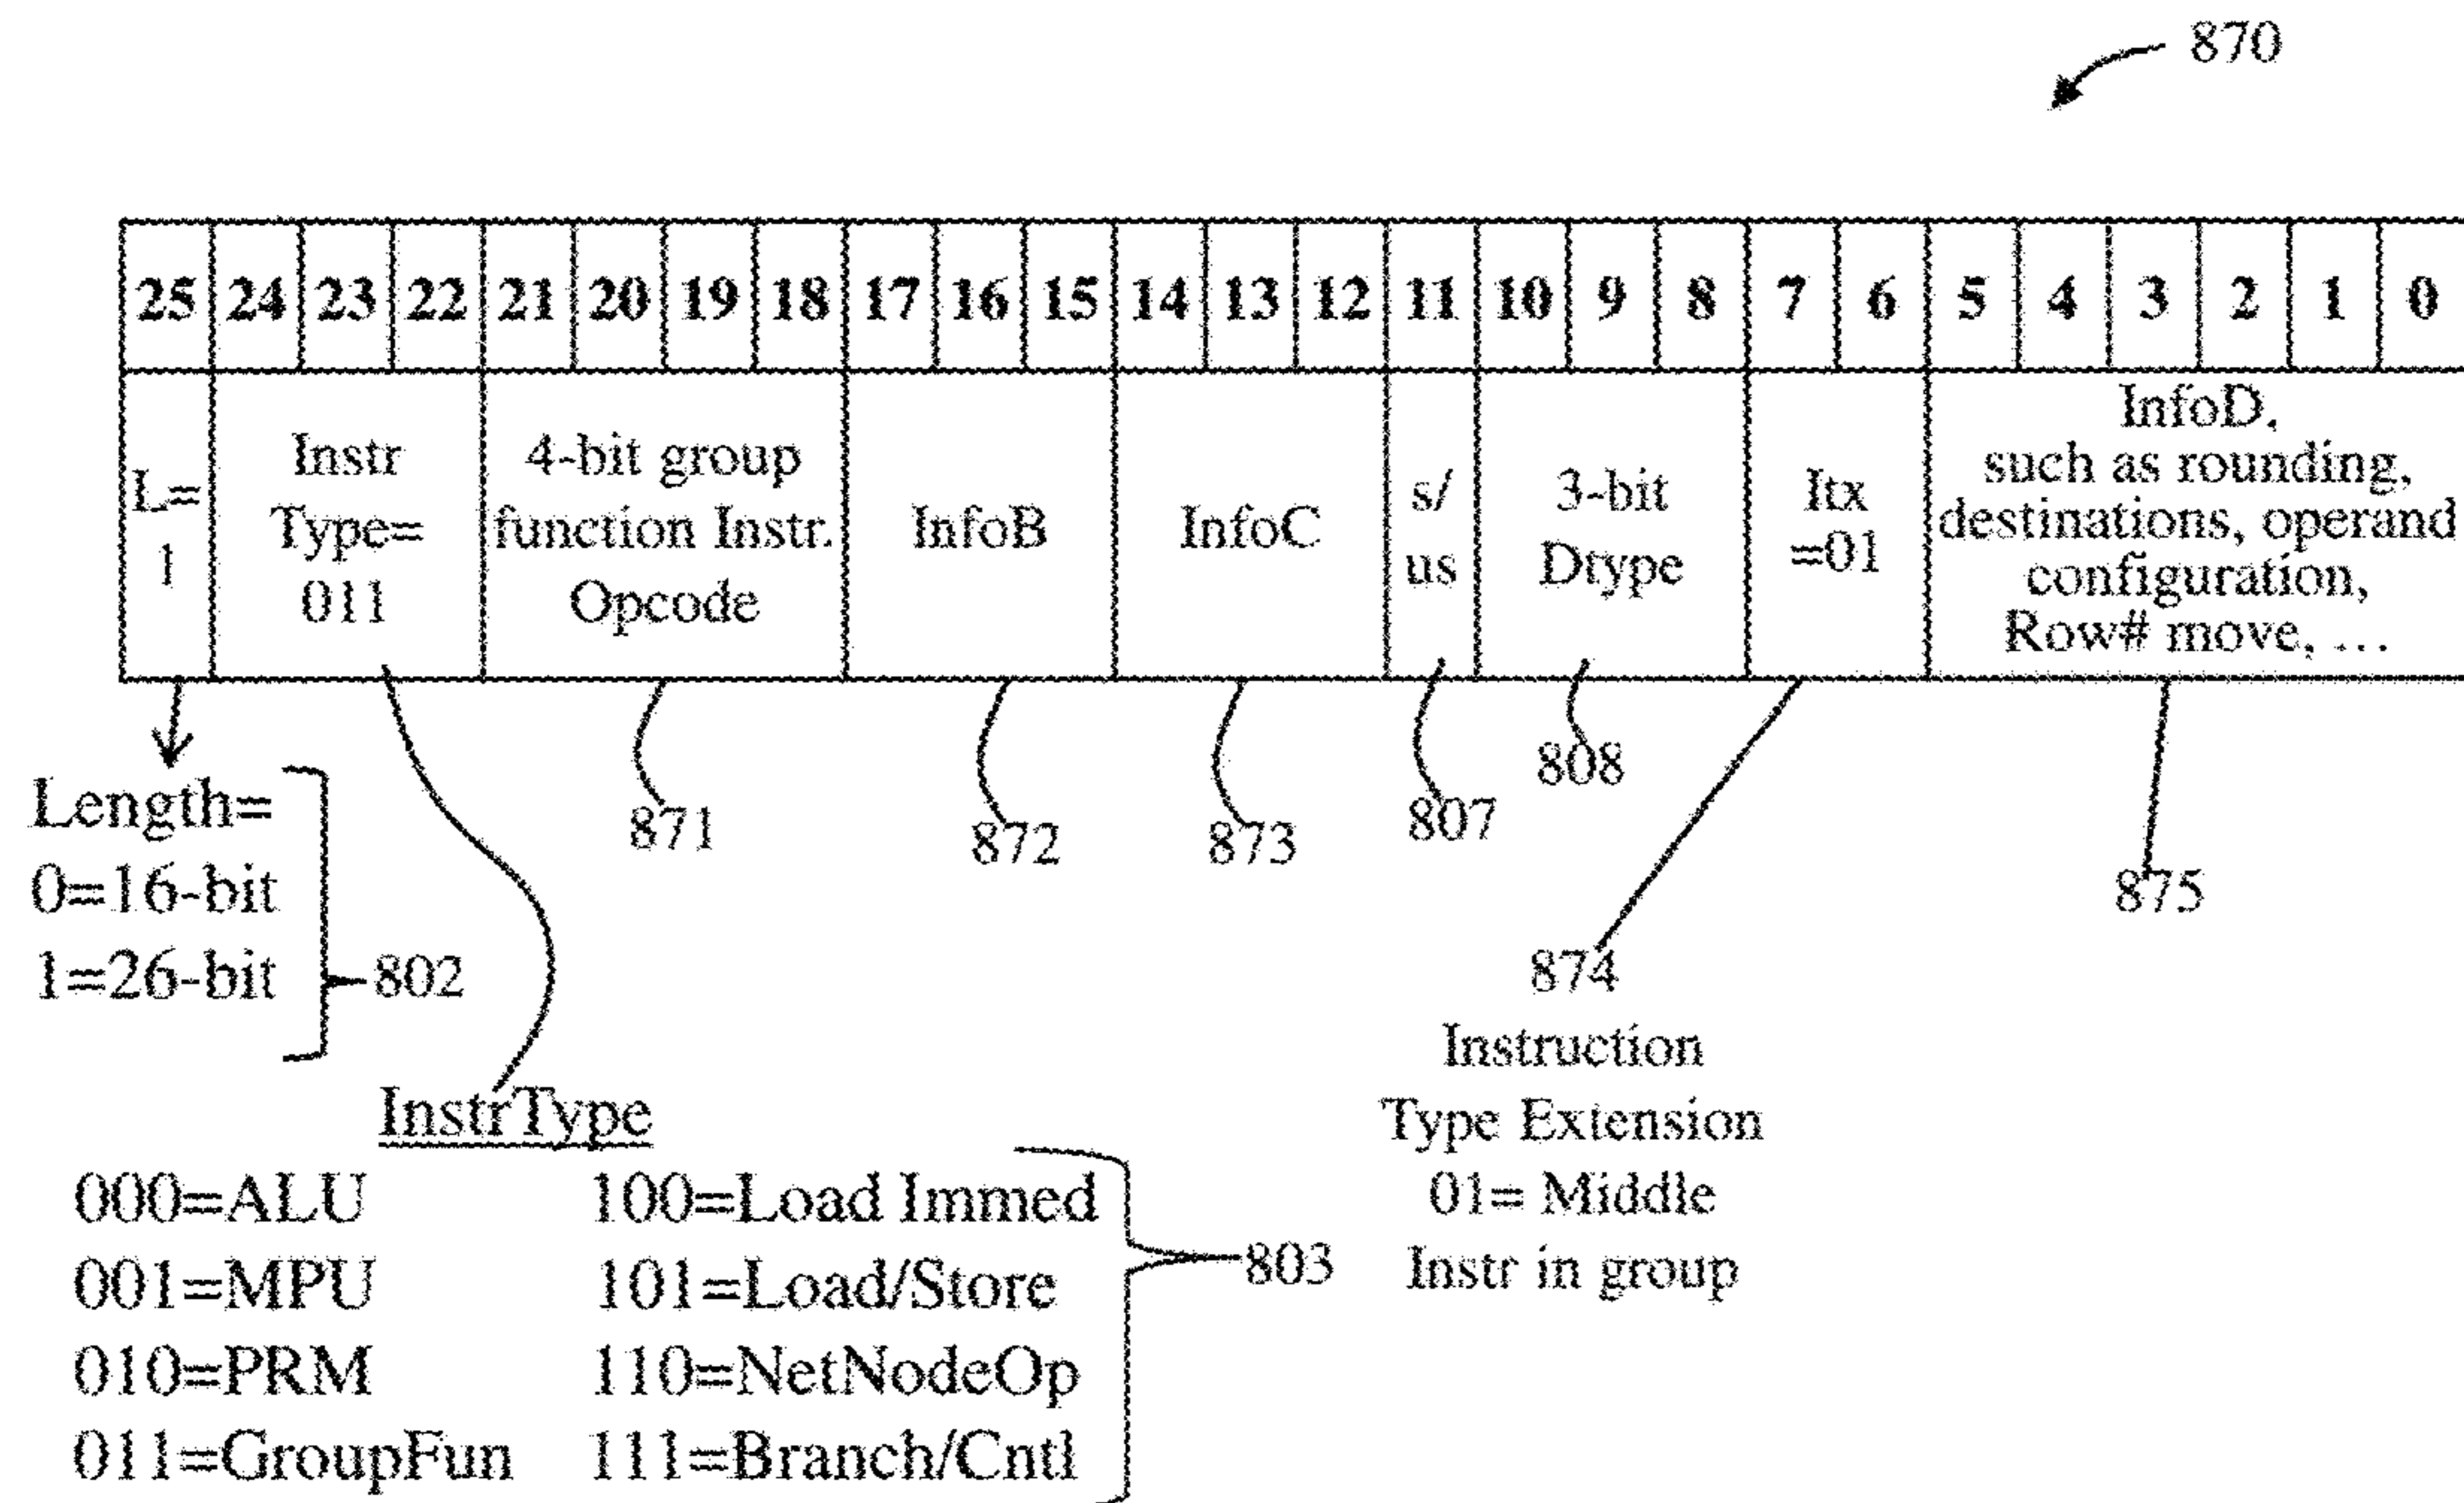 870
25 24 23 22 21 20 19 18 17 16 15 14 13 12 11 10 9 8 7 6 5 4 3 2 1 0
L=
1
Instr
Type=
011
4-bit group
function Instr.
Opcode
InfoB
InfoC
s/
us
3-bit
Dtype
Itx
=01
InfoD,
such as rounding,
destinations, operand
configuration,
Row# move, ...
871
872
873
807
808
874
875
Length=
0=16-bit
1=26-bit
802
Instruction
Type Extension
01= Middle
Instr in group
InstrType
000=ALU
001=MPU
010=PRM
011=GroupFun
100=Load Immed
101=Load/Store
110=NetNodeOp
111=Branch/Cntl
803